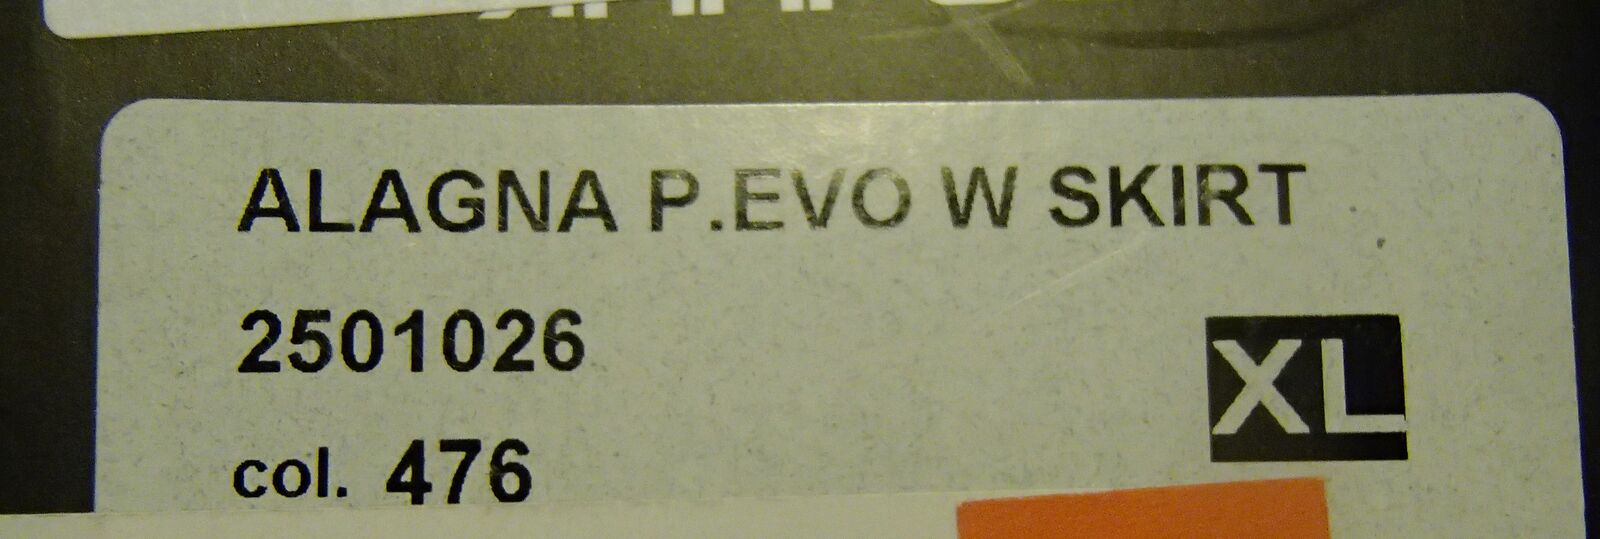 ALAGNA P.EVO W SKIRT
2501026
XL
col. 476